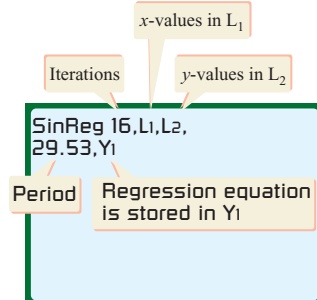 x-values in L₁
Iterations
y-values in L₂
SinReg 16,L₁,L₂,
29.53,Y₁
Period
Regression equation
is stored in Y₁